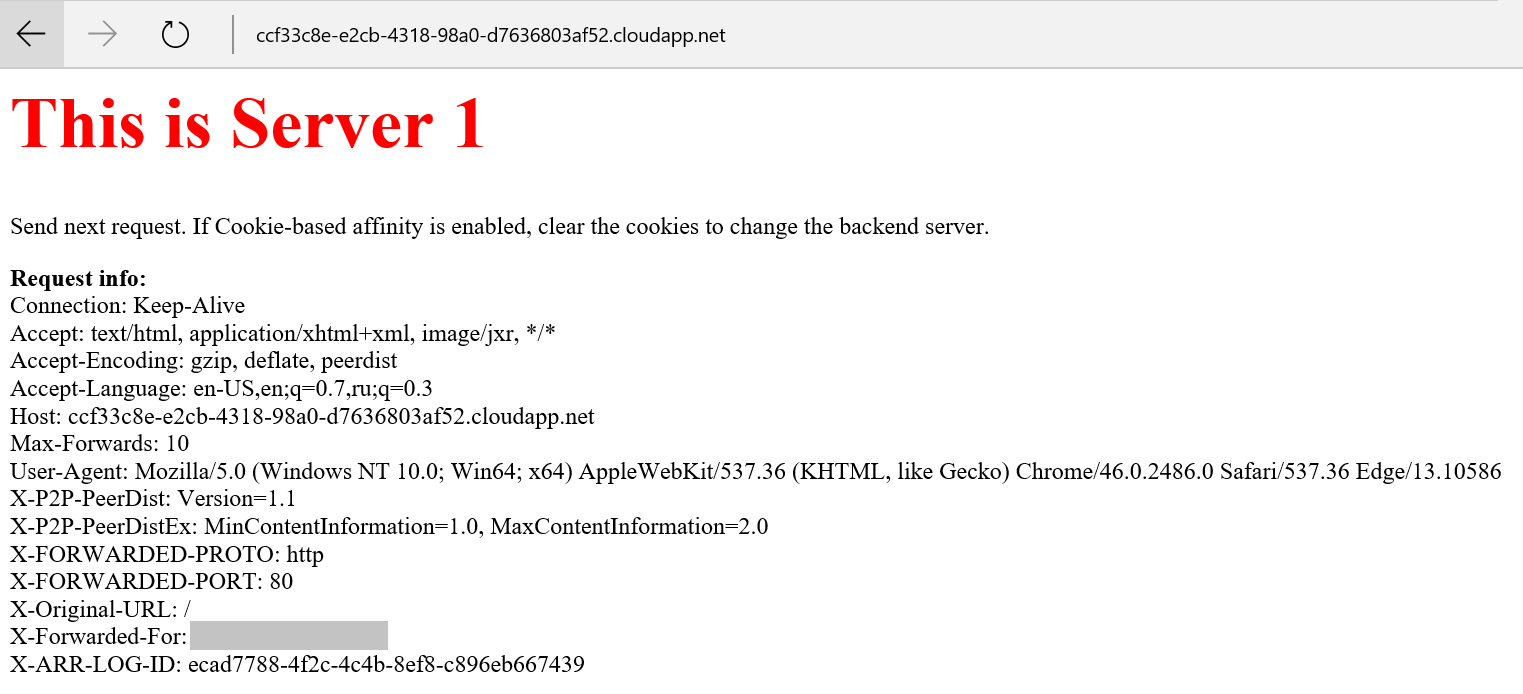 ccf33c8e-e2cb-4318-98a0-d7636803af52.cloudapp.net
This is Server 1
Send next request. If Cookie-based affinity is enabled, clear the cookies to change the backend server.
Request info:
Connection: Keep-Alive
Accept: text/html, application/xhtml+xml, image/jxr, */*
Accept-Encoding: gzip, deflate, peerdist
Accept-Language: en-US,en;q=0.7,ru;q=0.3
Host: ccf33c8e-e2cb-4318-98a0-d7636803af52.cloudapp.net
Max-Forwards: 10
User-Agent: Mozilla/5.0 (Windows NT 10.0; Win64; x64) AppleWebKit/537.36 (KHTML, like Gecko) Chrome/46.0.2486.0 Safari/537.36 Edge/13.10586
X-P2P-PeerDist: Version=1.1
X-P2P-PeerDistEx: MinContentInformation=1.0, MaxContentInformation=2.0
X-FORWARDED-PROTO: http
X-FORWARDED-PORT: 80
X-Original-URL: /
X-Forwarded-For:
X-ARR-LOG-ID: ecad7788-4f2c-4c4b-8ef8-c896eb667439